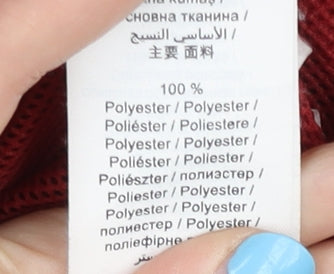 основна тканина /
الأساسي النسيج /
主要 面料
100 %
Polyester / Polyester /
Poliéster / Poliestere /
Polyester / Polyester /
Poliéster / Poliester /
Poliészter / полиэстер /
Poliester / Polyester /
Polyester / Polyester /
полиестер / Polyester /
поліефірне